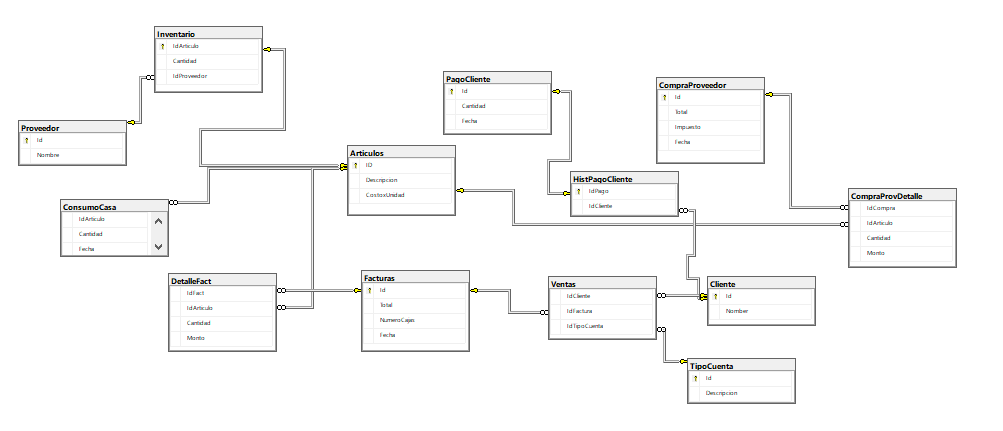 Inventario
IdArticulo
Cantidad
IdProveedor
Proveedor
Id
Nombre
PagoCliente
Id
Cantidad
Fecha
CompraProveedor
Id
Total
Impuesto
Fecha
Articulos
ID
Descripcion
CostoxUnidad
HistPagoCliente
IdPago
IdCliente
CompraProvDetalle
IdCompra
IdArticulo
Cantidad
Monto
ConsumoCasa
IdArticulo
Cantidad
Fecha
DetalleFact
IdFact
IdArticulo
Cantidad
Monto
Facturas
Id
Total
NumeroCajas
Fecha
Ventas
IdCliente
IdFactura
IdTipoCuenta
Cliente
Id
Nomber
TipoCuenta
Id
Descripcion